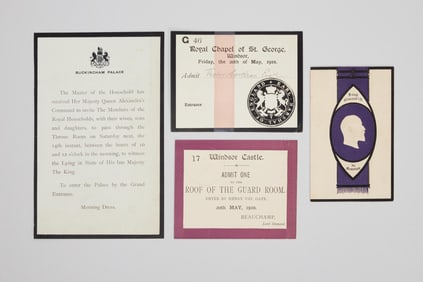 BUCKINGHAM PALACE
The Master of the Household has
received Her Majesty Queen Alexandra's
Command to invite The Members of the
Royal Households, with their wives, sons
and daughters, to pass through the
Throne Room on Saturday next, the
14th instant, between the hours of 10
and 12 o'clock in the morning, to witness
the Lying in State of His late Majesty
The King.
To enter the Palace by the Grand
Entrance.
Morning Dress.
G 46
Royal Chapel of St. George,
Windsor,
Friday, the 20th of May, 1910.
Admit
Entrance
17 Windsor Castle.
ADMIT ONE
TO THE
ROOF OF THE GUARD ROOM.
ENTER BY HENRY VIII GATE.
20th MAY, 1910.
BEAUCHAMP,
Lord Steward.